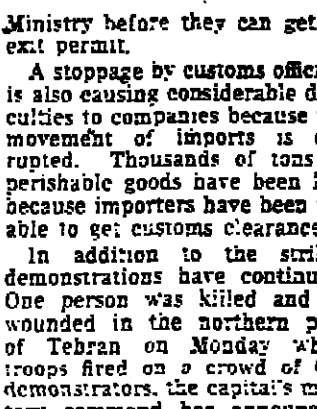 Ministry before they can get
exit permit.
A stoppage by customs offic
is also causing considerable d
culties to companies because
movement of imports is
rupted. Thousands of tons
perishable goods have been
because importers have been
able to get customs clearance
In addition to the stri
demonstrations have continu
One person was killed and
wounded in the northern p
of Tehran on Monday wh
troops fired on a crowd of
demonstrators, the capital's m
command has